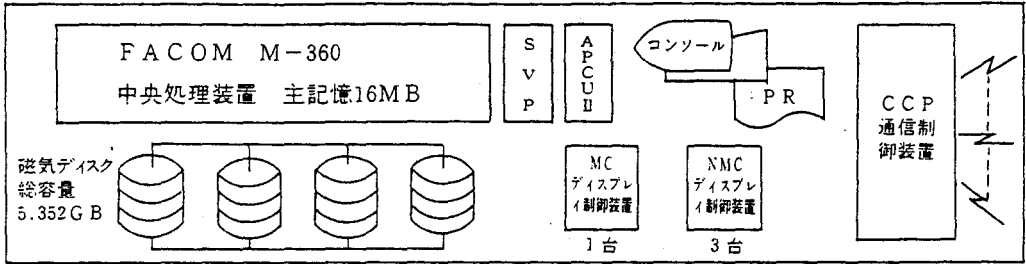 FACOM M-360
中央処理装置 主記憶16MB
SVP
APCUⅡ
コンソール
PR
CCP
通信制
御装置
磁気ディスク
総容量
5.352GB
MC
ディスプレ
イ制御装置
1台
NMC
ディスプレ
イ制御装置
3台